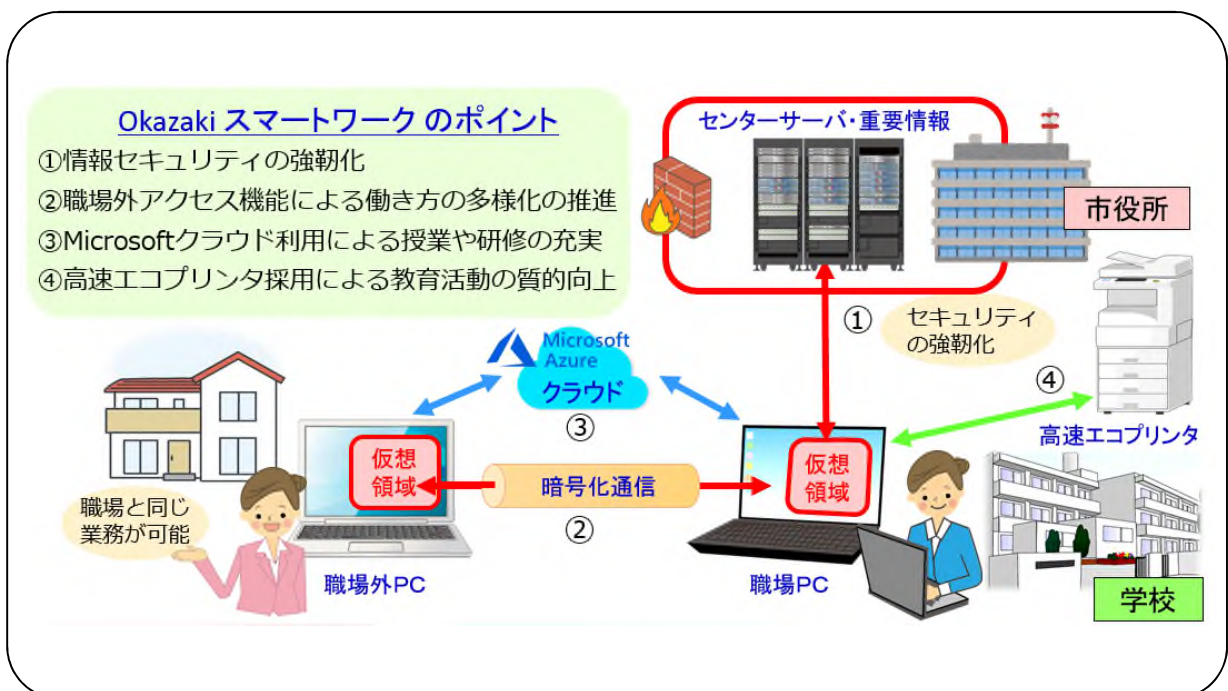 Okazaki スマートワーク のポイント
①情報セキュリティの強靭化
②職場外アクセス機能による働き方の多様化の推進
③Microsoftクラウド利用による授業や研修の充実
④高速エコプリンタ採用による教育活動の質的向上
センターサーバ・重要情報
市役所
①
セキュリティ
の強靭化
Microsoft
Azure
クラウド
③
④
高速エコプリンタ
仮想
領域
暗号化通信
②
仮想
領域
職場と同じ
業務が可能
職場外PC
職場PC
学校